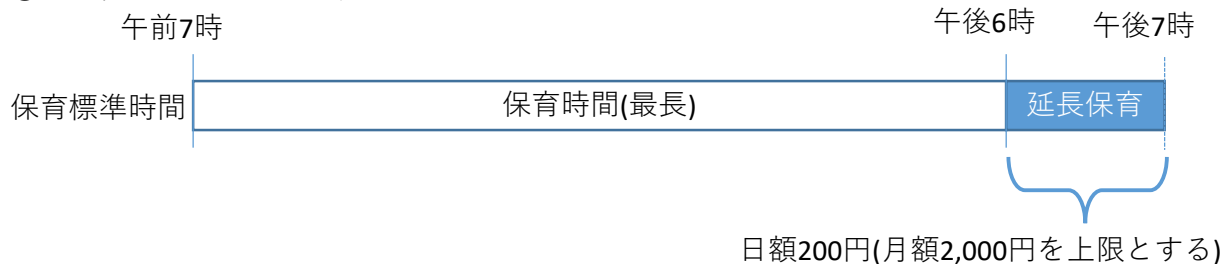 午前7時
午後6時
午後7時
保育標準時間
保育時間(最長)
延長保育
日額200円(月額2,000円を上限とする)